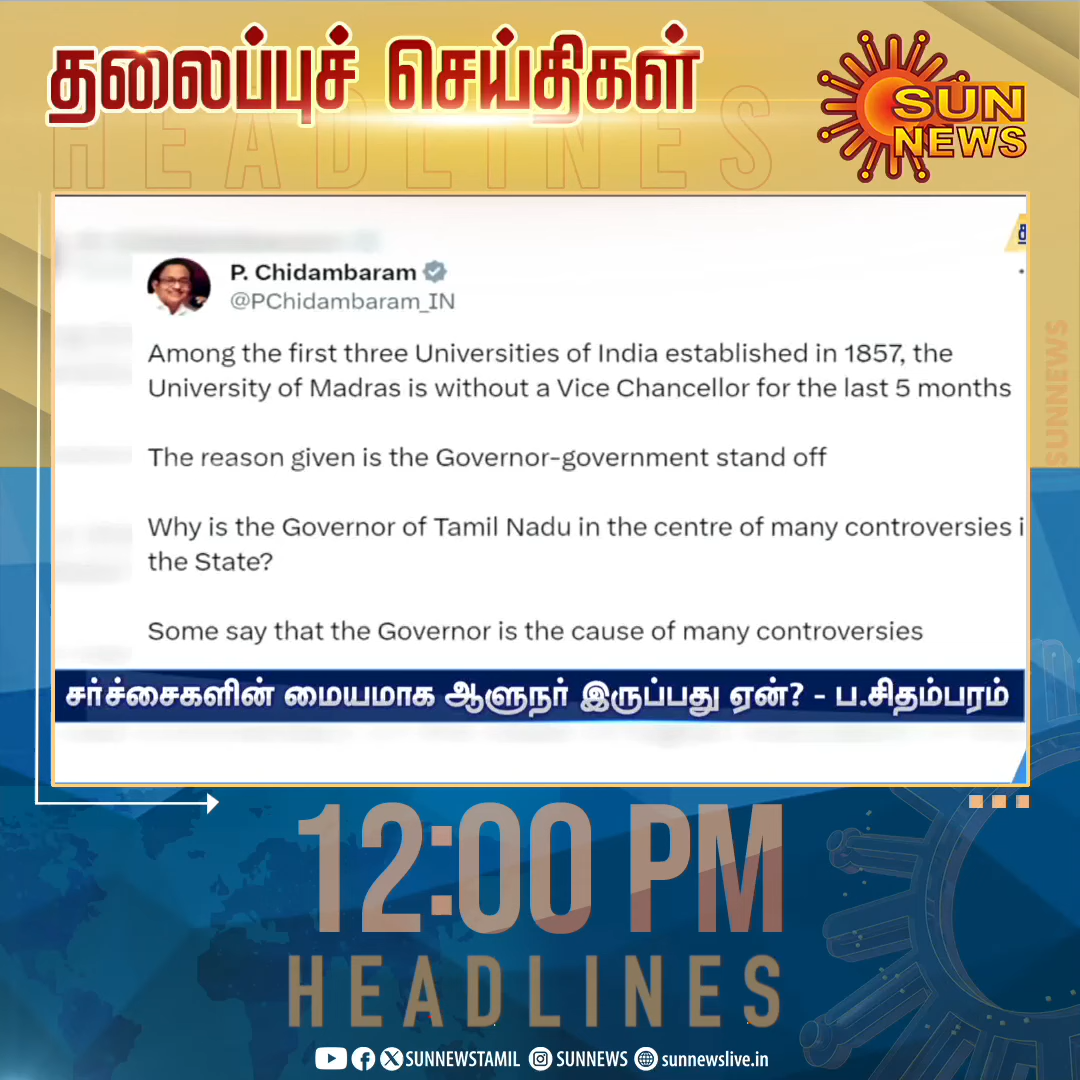 தலைப்புச் செய்திகள்
HEADLINES
SUN
NEWS
P. Chidambaram
@PChidambaram_IN
Among the first three Universities of India established in 1857, the
University of Madras is without a Vice Chancellor for the last 5 months
The reason given is the Governor-government stand off
Why is the Governor of Tamil Nadu in the centre of many controversies i
the State?
Some say that the Governor is the cause of many controversies
சர்ச்சைகளின் மையமாக ஆளுநர் இருப்பது ஏன்? - ப.சிதம்பரம்
SUNNEWS
12:00 PM
HEADLINES
SUNNEWSTAMIL SUNNEWS sunnewslive.in